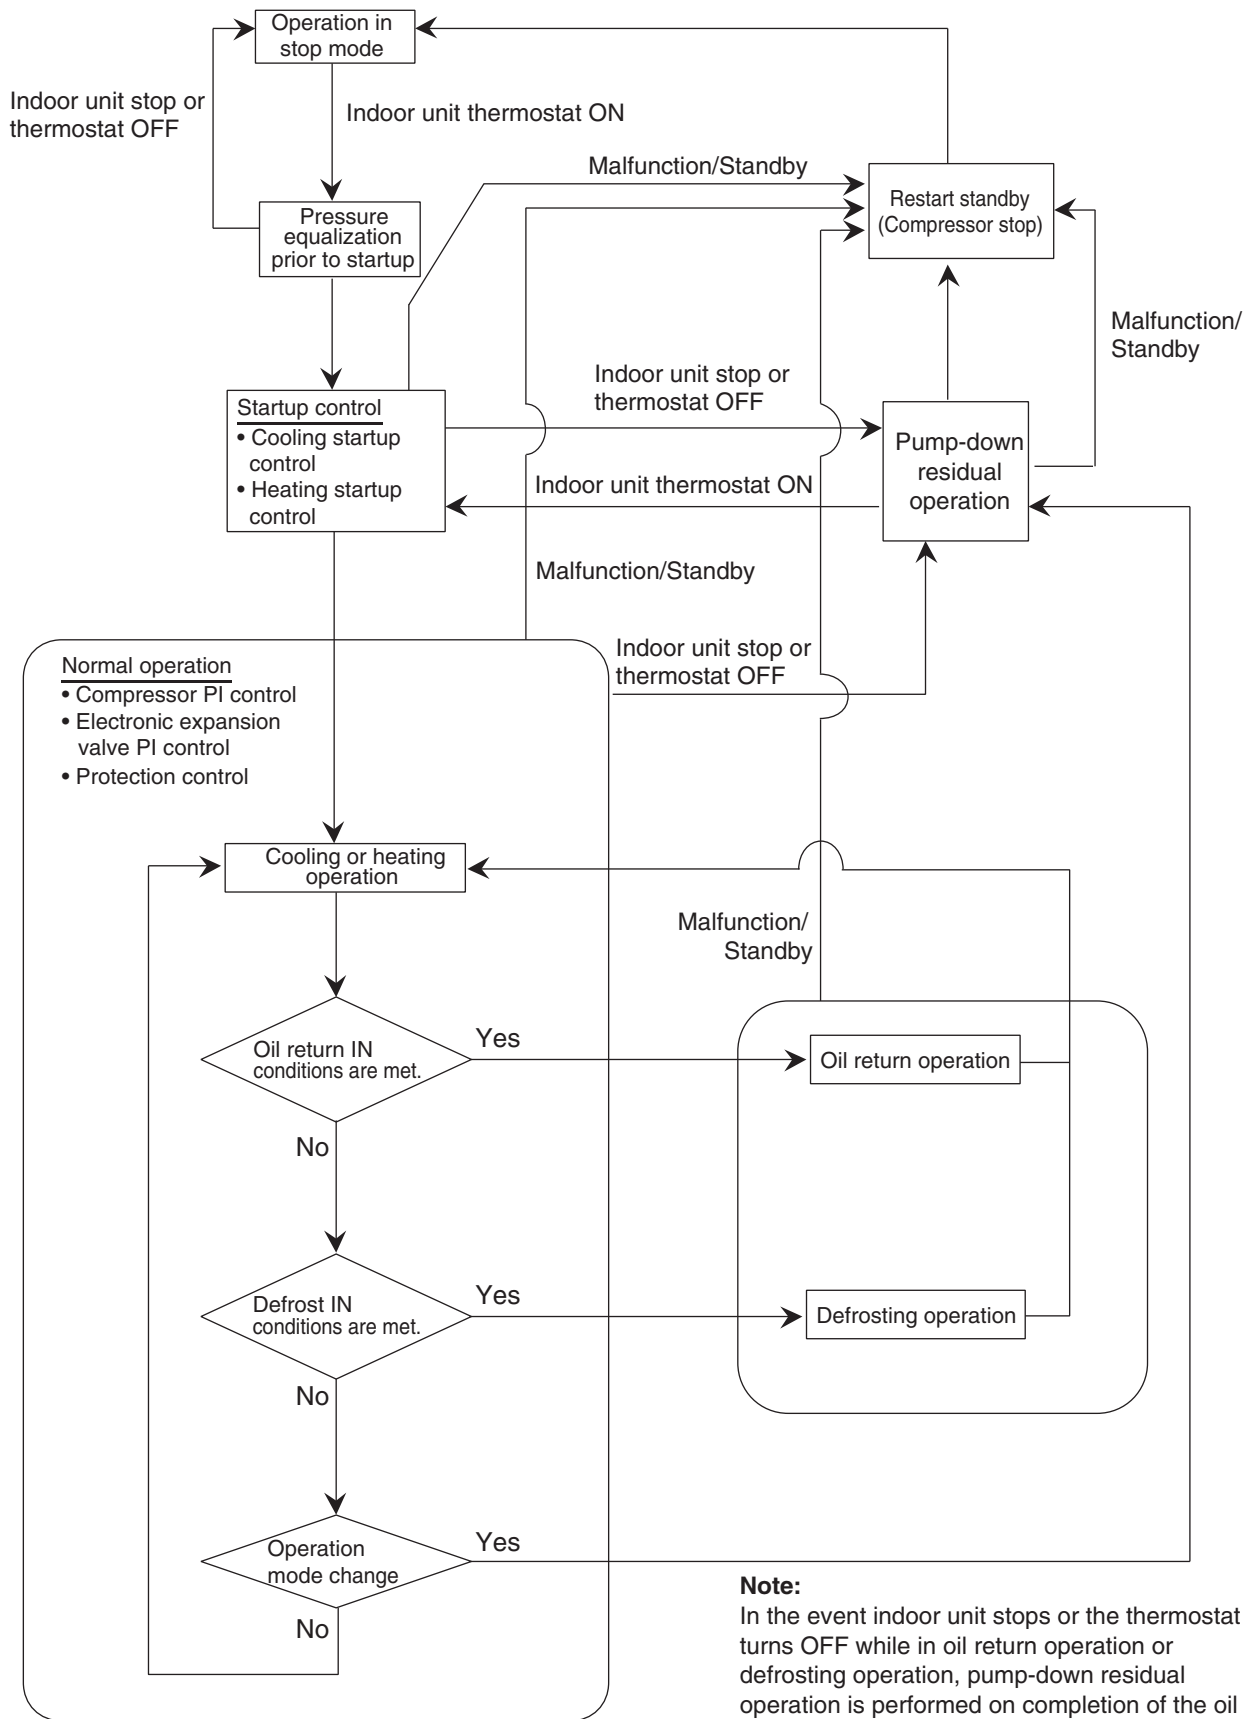 Operation in
stop mode
Indoor unit stop or
thermostat OFF
Indoor unit thermostat ON
Malfunction/Standby
Restart standby
(Compressor stop)
Pressure
equalization
prior to startup
Malfunction/
Standby
Indoor unit stop or
thermostat OFF
Startup control
• Cooling startup
control
• Heating startup
control
Pump-down
residual
operation
Indoor unit thermostat ON
Malfunction/Standby
Indoor unit stop or
thermostat OFF
Normal operation
• Compressor PI control
• Electronic expansion
valve PI control
• Protection control
Cooling or heating
operation
Malfunction/
Standby
Oil return IN
conditions are met.
Yes
Oil return operation
No
Defrost IN
conditions are met.
Yes
Defrosting operation
No
Operation
mode change
Yes
No
Note:
In the event indoor unit stops or the thermostat
turns OFF while in oil return operation or
defrosting operation, pump-down residual
operation is performed on completion of the oil